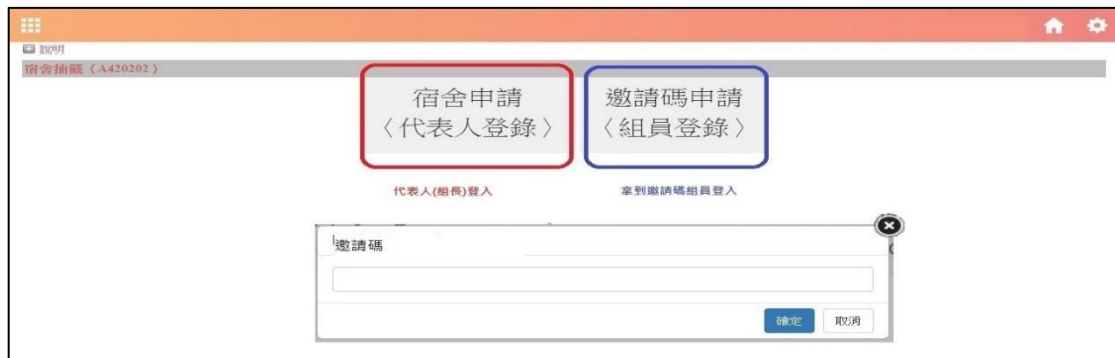 說明
宿舍抽籤（A420202）
宿舍申請
〈代表人登錄〉
邀請碼申請
〈組員登錄〉
代表人(組長)登入
拿到邀請碼組員登入
邀請碼
確定
取消